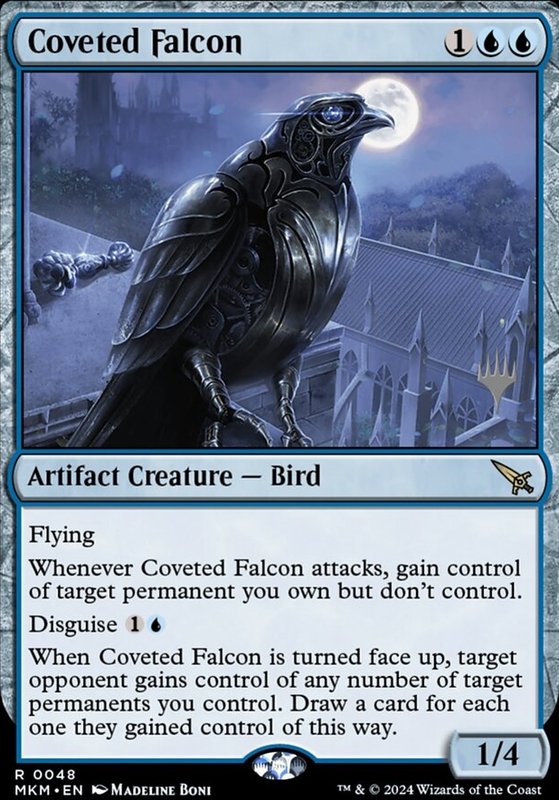 Coveted Falcon
1
Artifact Creature — Bird
Flying
Whenever Coveted Falcon attacks, gain control
of target permanent you own but don't control.
Disguise 1
When Coveted Falcon is turned face up, target
opponent gains control of any number of target
permanents you control. Draw a card for each
one they gained control of this way.
1/4
R 0048
MKM • EN Madeline Boni
™ & © 2024 Wizards of the Coast